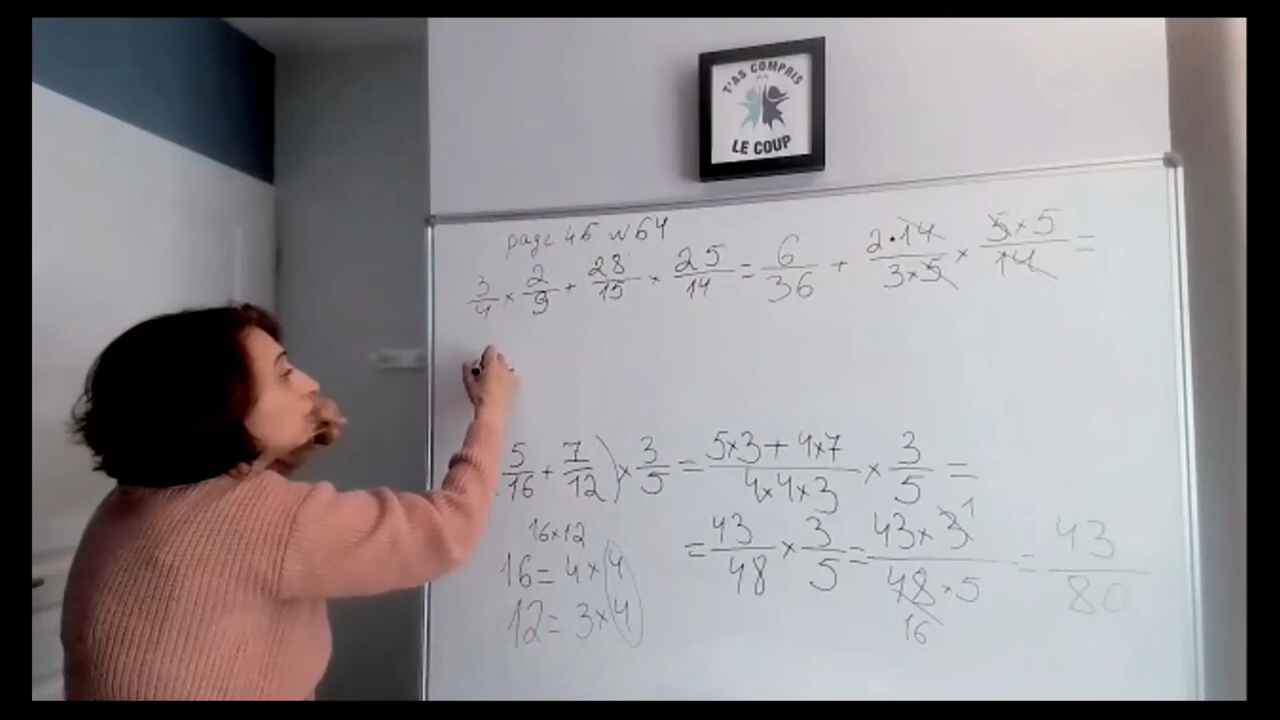 T'AS COMPRIS
LE COUP
page 46 N 64
3/4 × 2/9 + 28/15 × 25/14 = 6/36 + 2·14/3×5 × 5×5/14 =
5/16 + 7/12) × 3/5 = 5×3+4×7/4×4×3 × 3/5 =
16×12
= 43/48 × 3/5 = 43×3 1/48×5 16 = 43/80
16 = 4×4
12 = 3×4